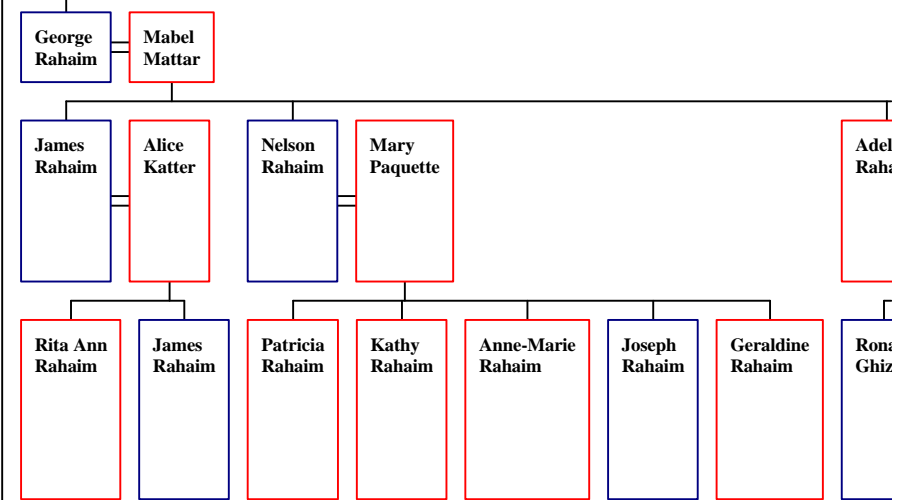 George
Rahaim
Mabel
Mattar
James
Rahaim
Alice
Katter
Nelson
Rahaim
Mary
Paquette
Rita Ann
Rahaim
James
Rahaim
Patricia
Rahaim
Kathy
Rahaim
Anne-Marie
Rahaim
Joseph
Rahaim
Geraldine
Rahaim